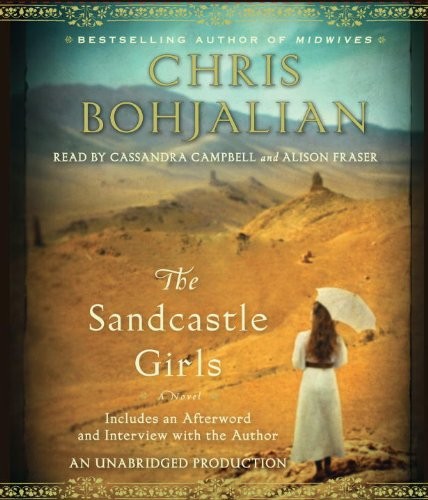 BESTSELLING AUTHOR OF MIDWIVES
CHRIS
BOHJALIAN
READ BY CASSANDRA CAMPBELL and ALISON FRASER
The
Sandcastle
Girls
A Novel
Includes an Afterword
and Interview with the Author
AN UNABRIDGED PRODUCTION